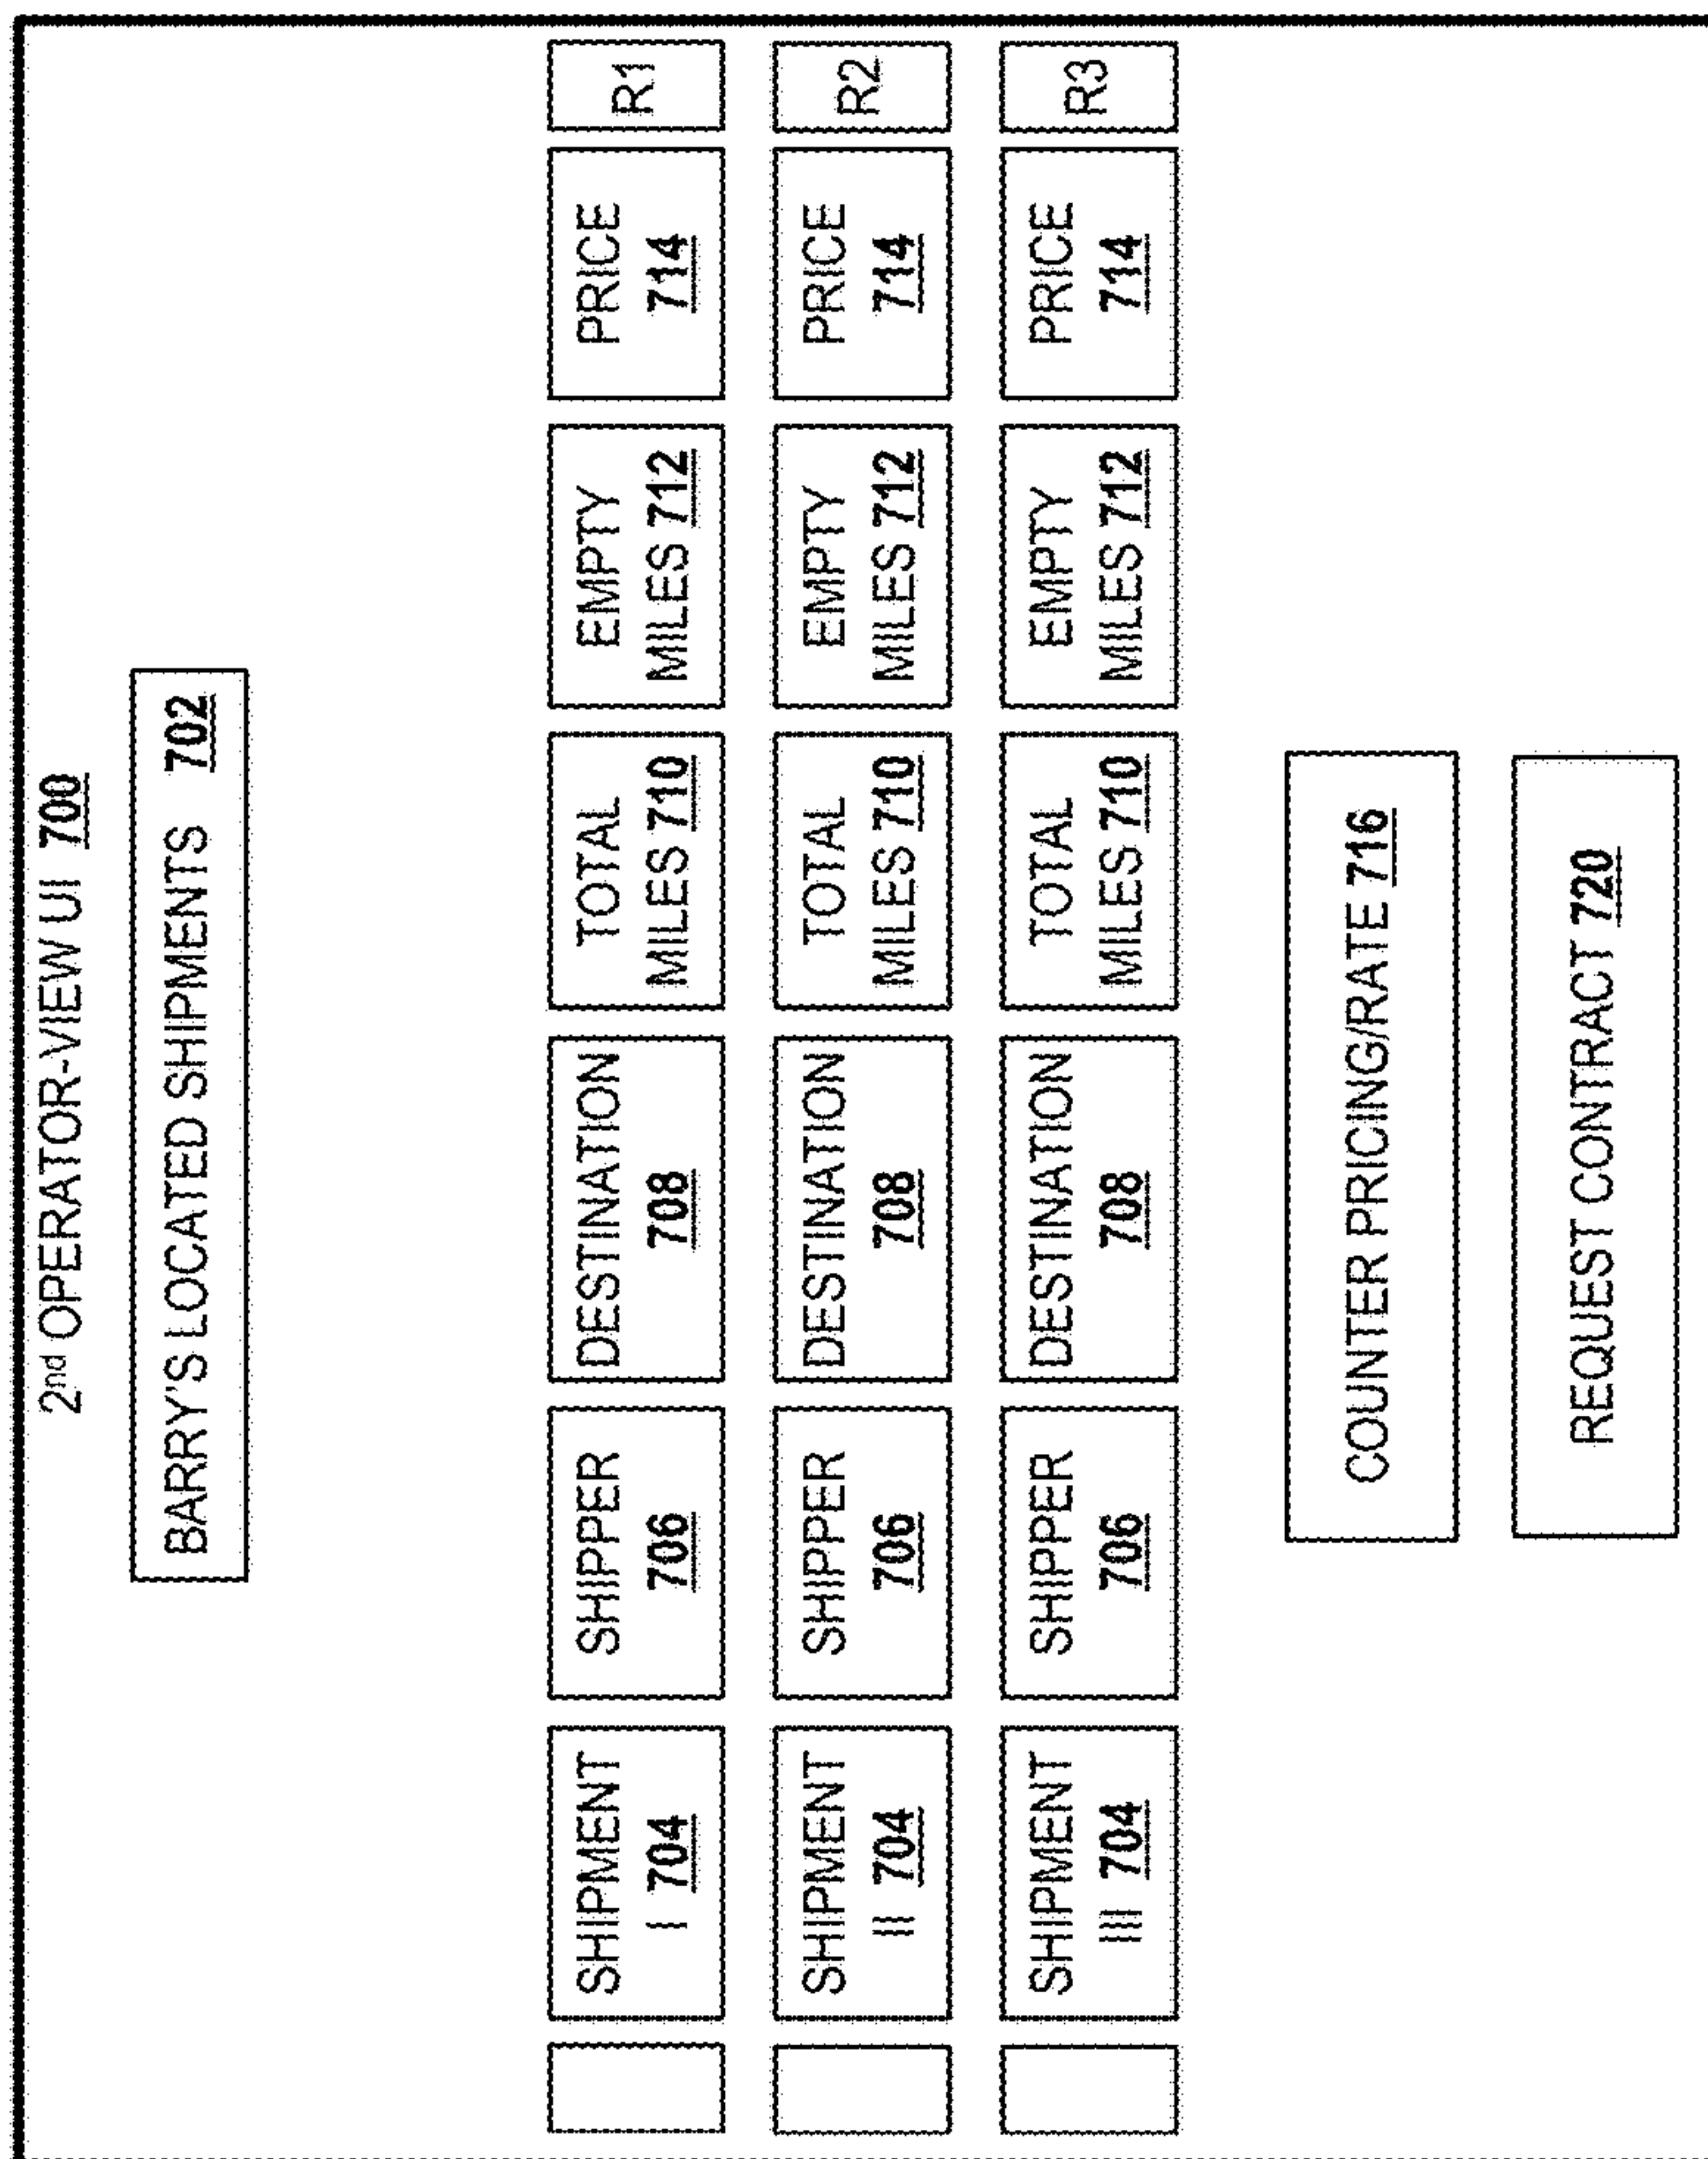 2nd OPERATOR-VIEW UI 700
BARRY'S LOCATED SHIPMENTS 702
SHIPMENT
I 704
SHIPPER
706
DESTINATION
708
TOTAL
MILES 710
EMPTY
MILES 712
PRICE
714
R1
SHIPMENT
II 704
SHIPPER
706
DESTINATION
708
TOTAL
MILES 710
EMPTY
MILES 712
PRICE
714
R2
SHIPMENT
III 704
SHIPPER
706
DESTINATION
708
TOTAL
MILES 710
EMPTY
MILES 712
PRICE
714
R3
COUNTER PRICING/RATE 716
REQUEST CONTRACT 720